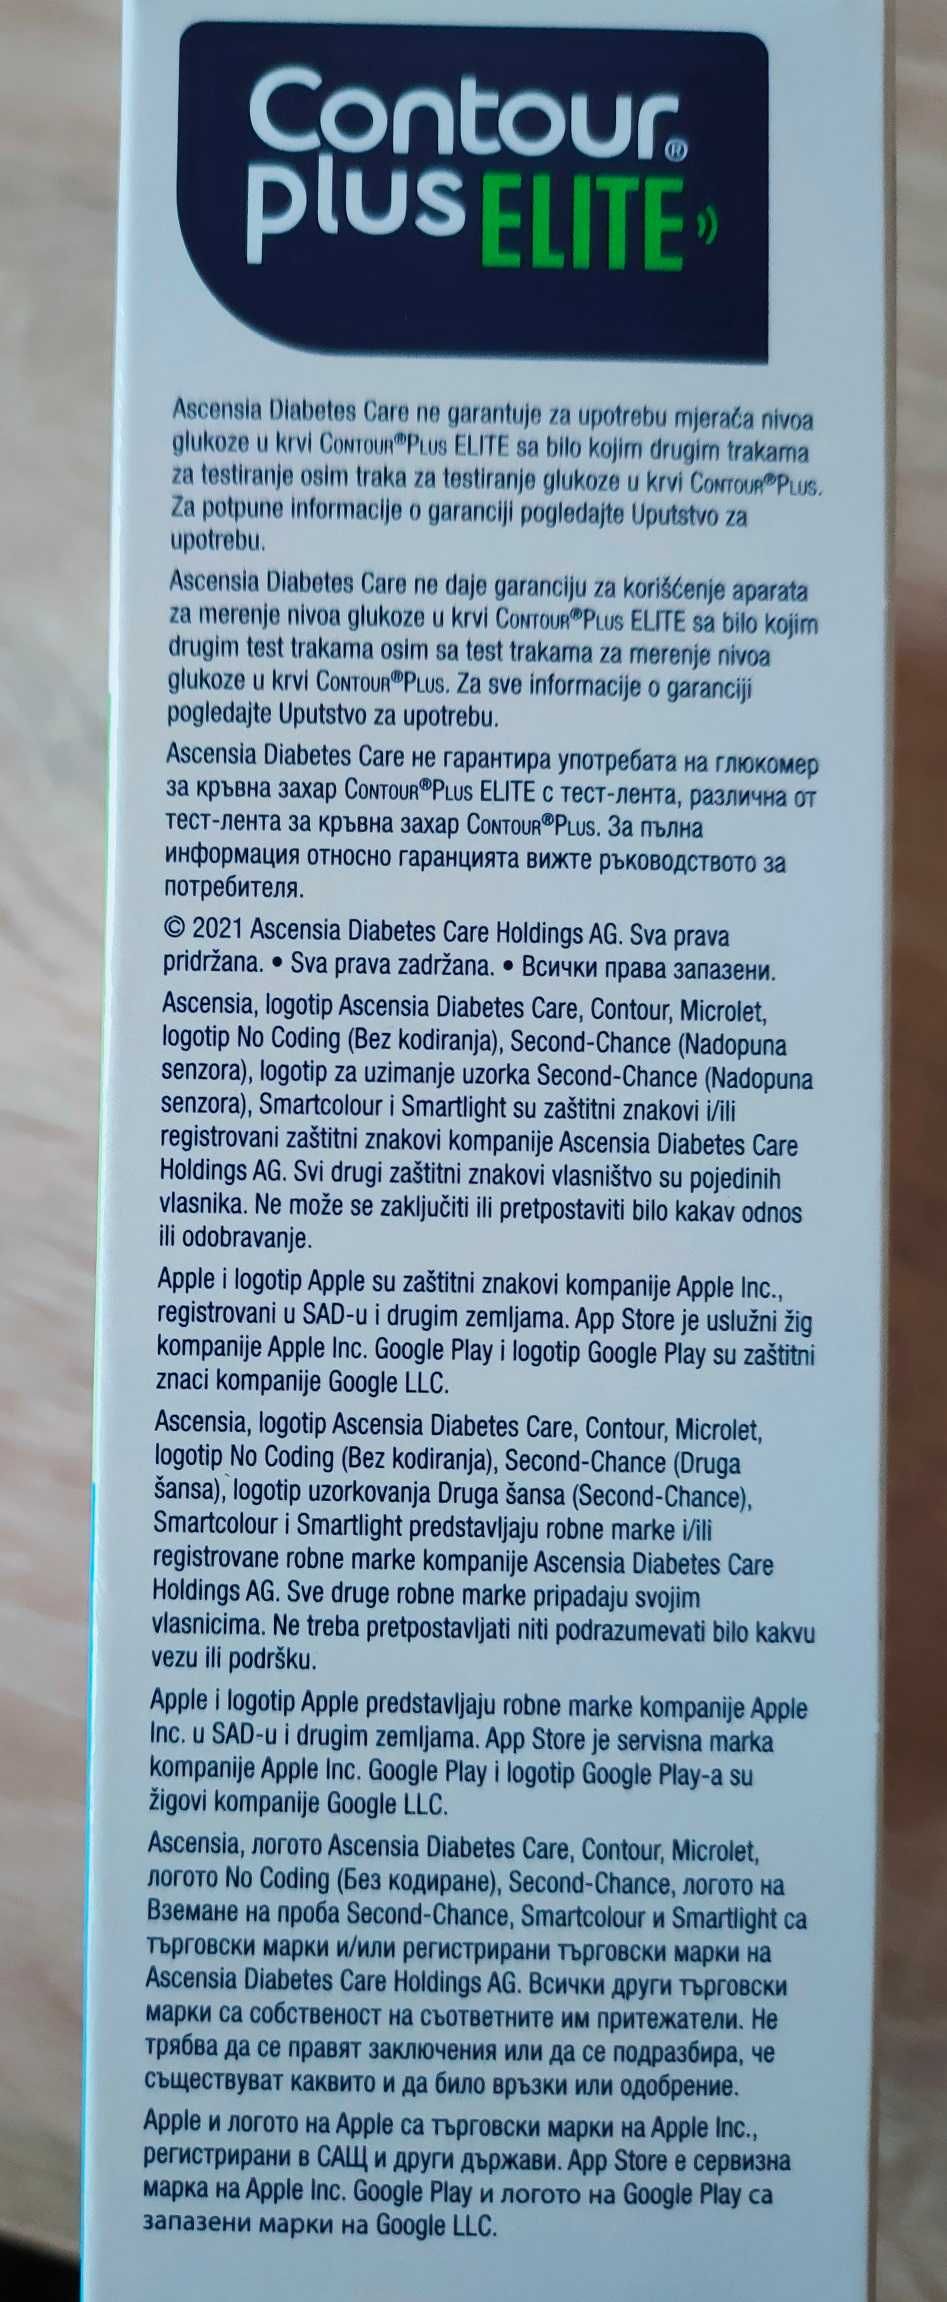 Contour®
plus ELITE
Ascensia Diabetes Care ne garantuje za upotrebu mjerača nivoa
glukoze u krvi CONTOUR®PLUS ELITE sa bilo kojim drugim trakama
za testiranje osim traka za testiranje glukoze u krvi CONTOUR®PLUS.
Za potpune informacije o garanciji pogledajte Uputstvo za
upotrebu.
Ascensia Diabetes Care ne daje garanciju za korišćenje aparata
za merenje nivoa glukoze u krvi CONTOUR®PLUS ELITE sa bilo kojim
drugim test trakama osim sa test trakama za merenje nivoa
glukoze u krvi CONTOUR®PLUS. Za sve informacije o garanciji
pogledajte Uputstvo za upotrebu.
Ascensia Diabetes Care не гарантира употребата на глюкомер
за кръвна захар CONTOUR®PLUS ELITE с тест-лента, различна от
тест-лента за кръвна захар CONTOUR®PLUS. За пълна
информация относно гаранцията вижте ръководството за
потребителя.
© 2021 Ascensia Diabetes Care Holdings AG. Sva prava
pridržana. • Sva prava zadržana. • Всички права запазени.
Ascensia, logotip Ascensia Diabetes Care, Contour, Microlet,
logotip No Coding (Bez kodiranja), Second-Chance (Nadopuna
senzora), logotip za uzimanje uzorka Second-Chance (Nadopuna
senzora), Smartcolour i Smartlight su zaštitni znakovi i/ili
registrovani zaštitni znakovi kompanije Ascensia Diabetes Care
Holdings AG. Svi drugi zaštitni znakovi vlasništvo su pojedinih
vlasnika. Ne može se zaključiti ili pretpostaviti bilo kakav odnos
ili odobravanje.
Apple i logotip Apple su zaštitni znakovi kompanije Apple Inc.,
registrovani u SAD-u i drugim zemljama. App Store je uslužni žig
kompanije Apple Inc. Google Play i logotip Google Play su zaštitni
znaci kompanije Google LLC.
Ascensia, logotip Ascensia Diabetes Care, Contour, Microlet,
logotip No Coding (Bez kodiranja), Second-Chance (Druga
šansa), logotip uzorkovanja Druga šansa (Second-Chance),
Smartcolour i Smartlight predstavljaju robne marke i/ili
registrovane robne marke kompanije Ascensia Diabetes Care
Holdings AG. Sve druge robne marke pripadaju svojim
vlasnicima. Ne treba pretpostavljati niti podrazumevati bilo kakvu
vezu ili podršku.
Apple i logotip Apple predstavljaju robne marke kompanije Apple
Inc. u SAD-u i drugim zemljama. App Store je servisna marka
kompanije Apple Inc. Google Play i logotip Google Play-a su
žigovi kompanije Google LLC.
Ascensia, логото Ascensia Diabetes Care, Contour, Microlet,
логото No Coding (Без кодиране), Second-Chance, логото на
Вземане на проба Second-Chance, Smartcolour и Smartlight са
търговски марки и/или регистрирани търговски марки на
Ascensia Diabetes Care Holdings AG. Всички други търговски
марки са собственост на съответните им притежатели. Не
трябва да се правят заключения или да се подразбира, че
съществуват каквито и да било връзки или одобрение.
Apple и логото на Apple са търговски марки на Apple Inc.,
регистрирани в САЩ и други държави. App Store е сервизна
марка на Apple Inc. Google Play и логото на Google Play са
запазени марки на Google LLC.